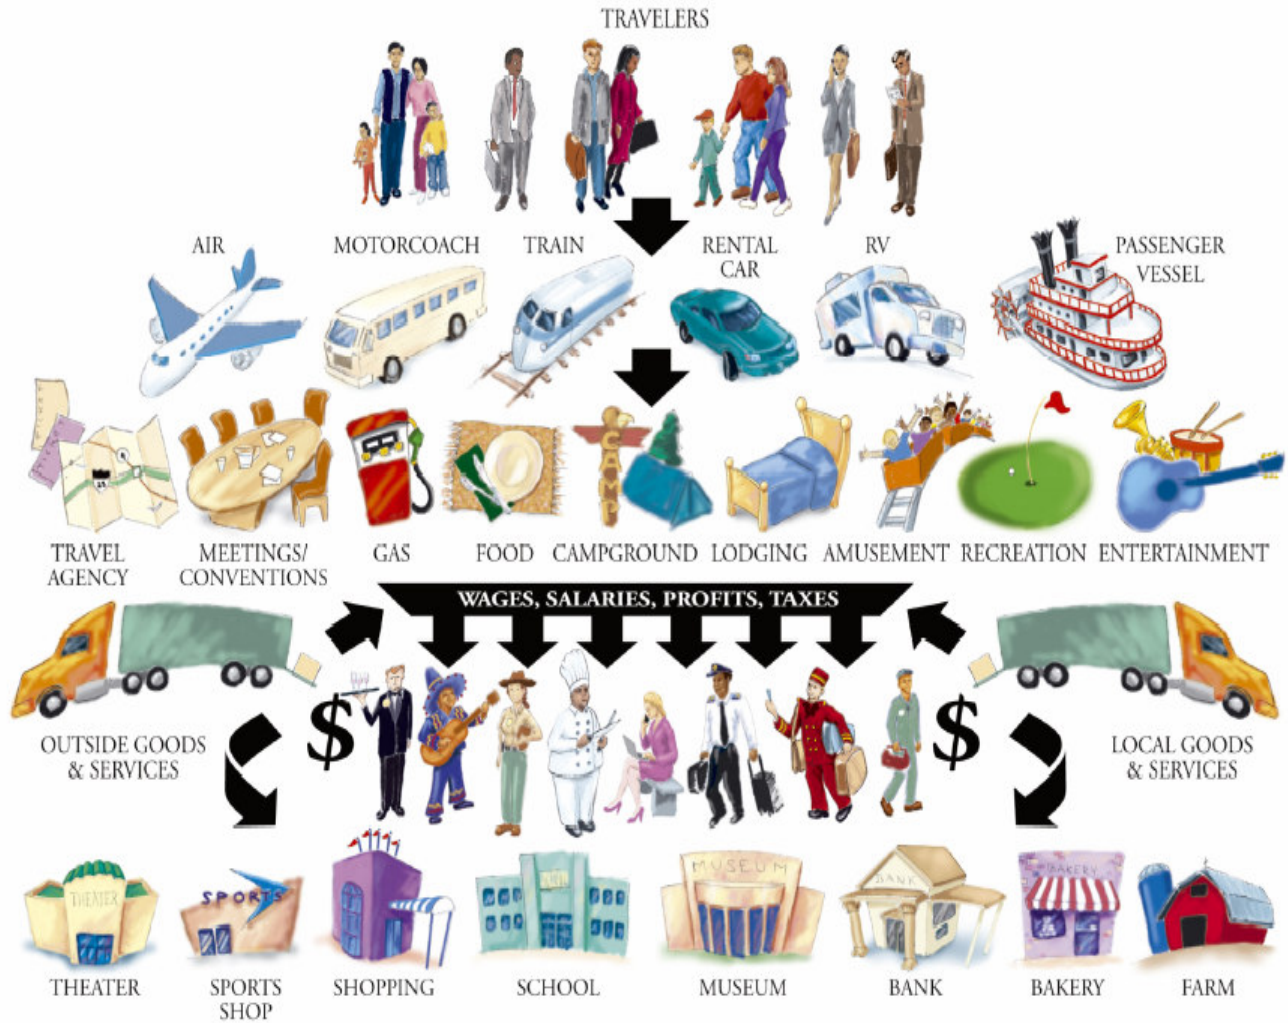 TRAVELERS
AIR
MOTORCOACH
TRAIN
RENTAL
CAR
RV
PASSENGER
VESSEL
CAMP
TRAVEL
AGENCY
MEETINGS/
CONVENTIONS
GAS
FOOD
CAMPGROUND
LODGING
AMUSEMENT
RECREATION
ENTERTAINMENT
WAGES, SALARIES, PROFITS, TAXES
$
$
OUTSIDE GOODS
& SERVICES
LOCAL GOODS
& SERVICES
THEATER
SPORTS
MUSEUM
BANK
BAKERY
THEATER
SPORTS
SHOP
SHOPPING
SCHOOL
MUSEUM
BANK
BAKERY
FARM